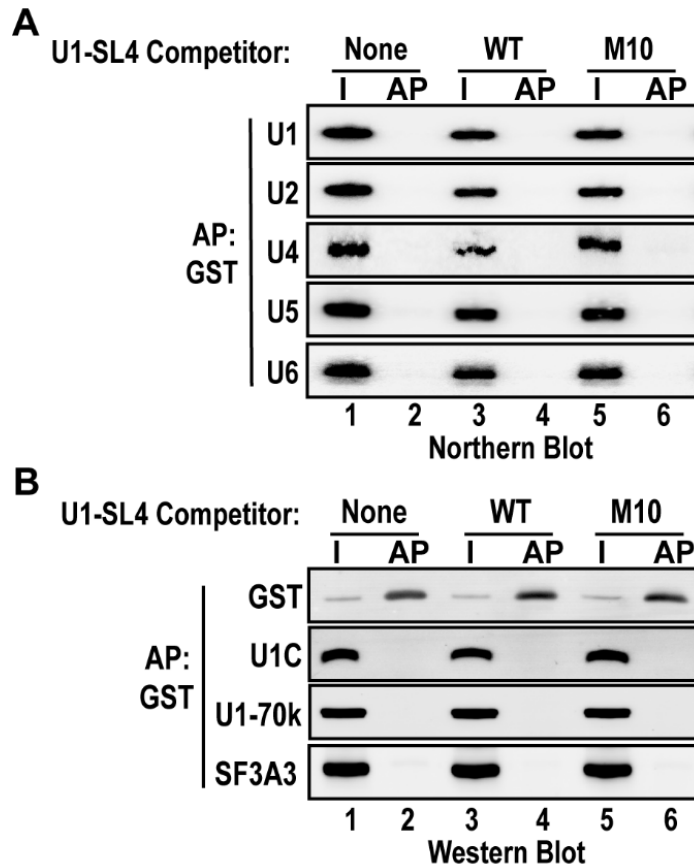 A
U1-SL4 Competitor: None WT M10
I AP I AP I AP
U1
U2
AP: GST
U4
U5
U6
1 2 3 4 5 6
Northern Blot
B
U1-SL4 Competitor: None WT M10
I AP I AP I AP
GST
U1C
AP: GST
U1-70k
SF3A3
1 2 3 4 5 6
Western Blot